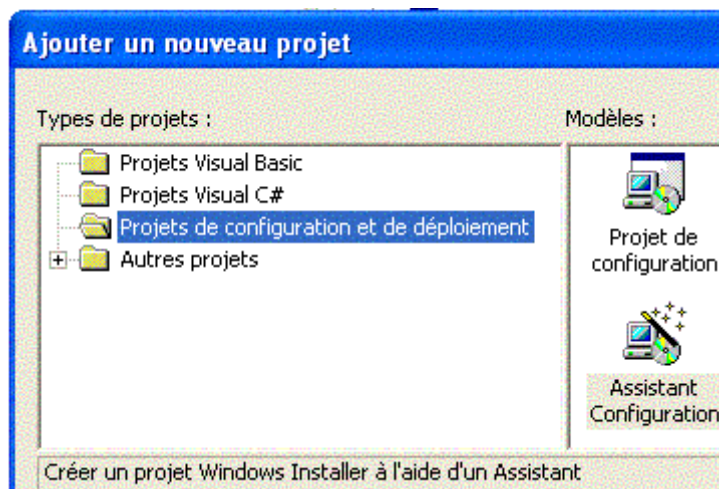 Ajouter un nouveau projet
Types de projets :
Modèles :
Projets Visual Basic
Projets Visual C#
Projets de configuration et de déploiement
Autres projets
Projet de
configuration
Assistant
Configuration
Créer un projet Windows Installer à l'aide d'un Assistant